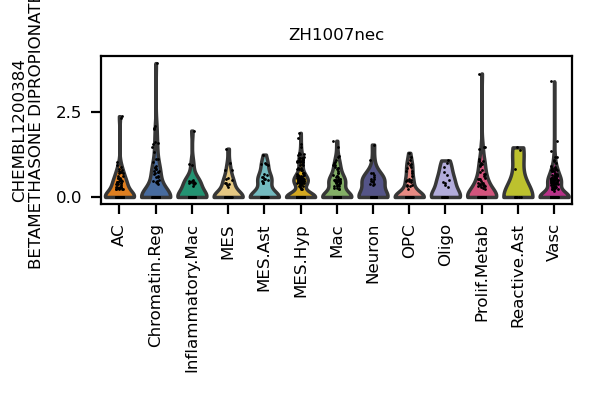 ZH1007nec
CHEMBL1200384
BETAMETHASONE DIPROPIONATE
2.5
0.0
AC
Chromatin.Reg
Inflammatory.Mac
MES
MES.Ast
MES.Hyp
Mac
Neuron
OPC
Oligo
Prolif.Metab
Reactive.Ast
Vasc